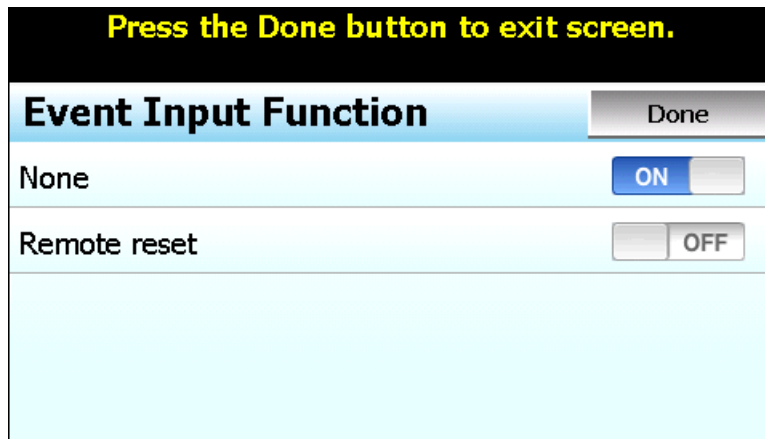 Press the Done button to exit screen.
Event Input Function
Done
None
ON
Remote reset
OFF